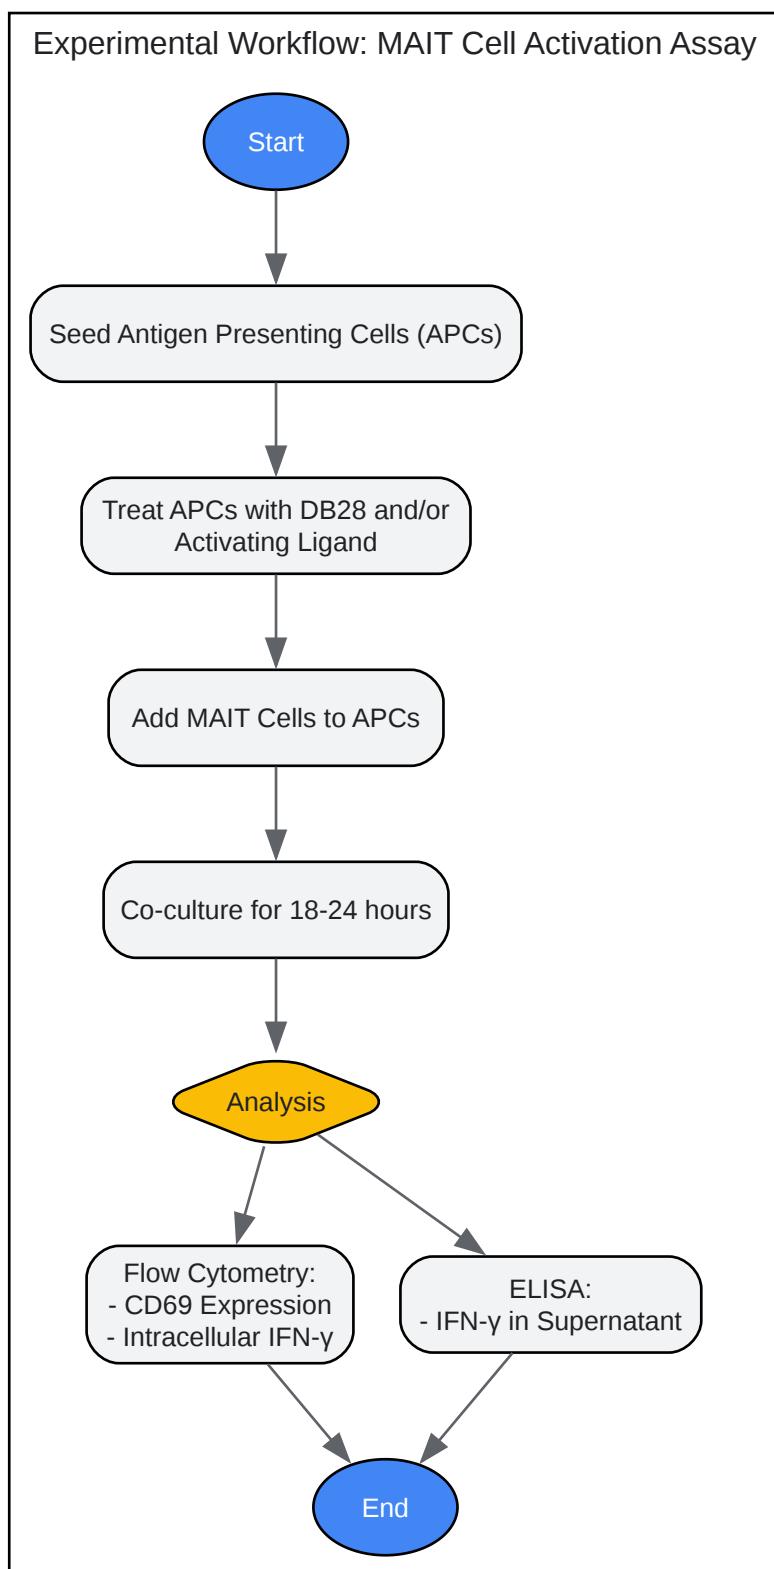 Experimental Workflow: MAIT Cell Activation Assay
Start
Seed Antigen Presenting Cells (APCs)
Treat APCs with DB28 and/or
Activating Ligand
Add MAIT Cells to APCs
Co-culture for 18-24 hours
Analysis
Flow Cytometry:
- CD69 Expression
- Intracellular IFN-γ
ELISA:
- IFN-γ in Supernatant
End